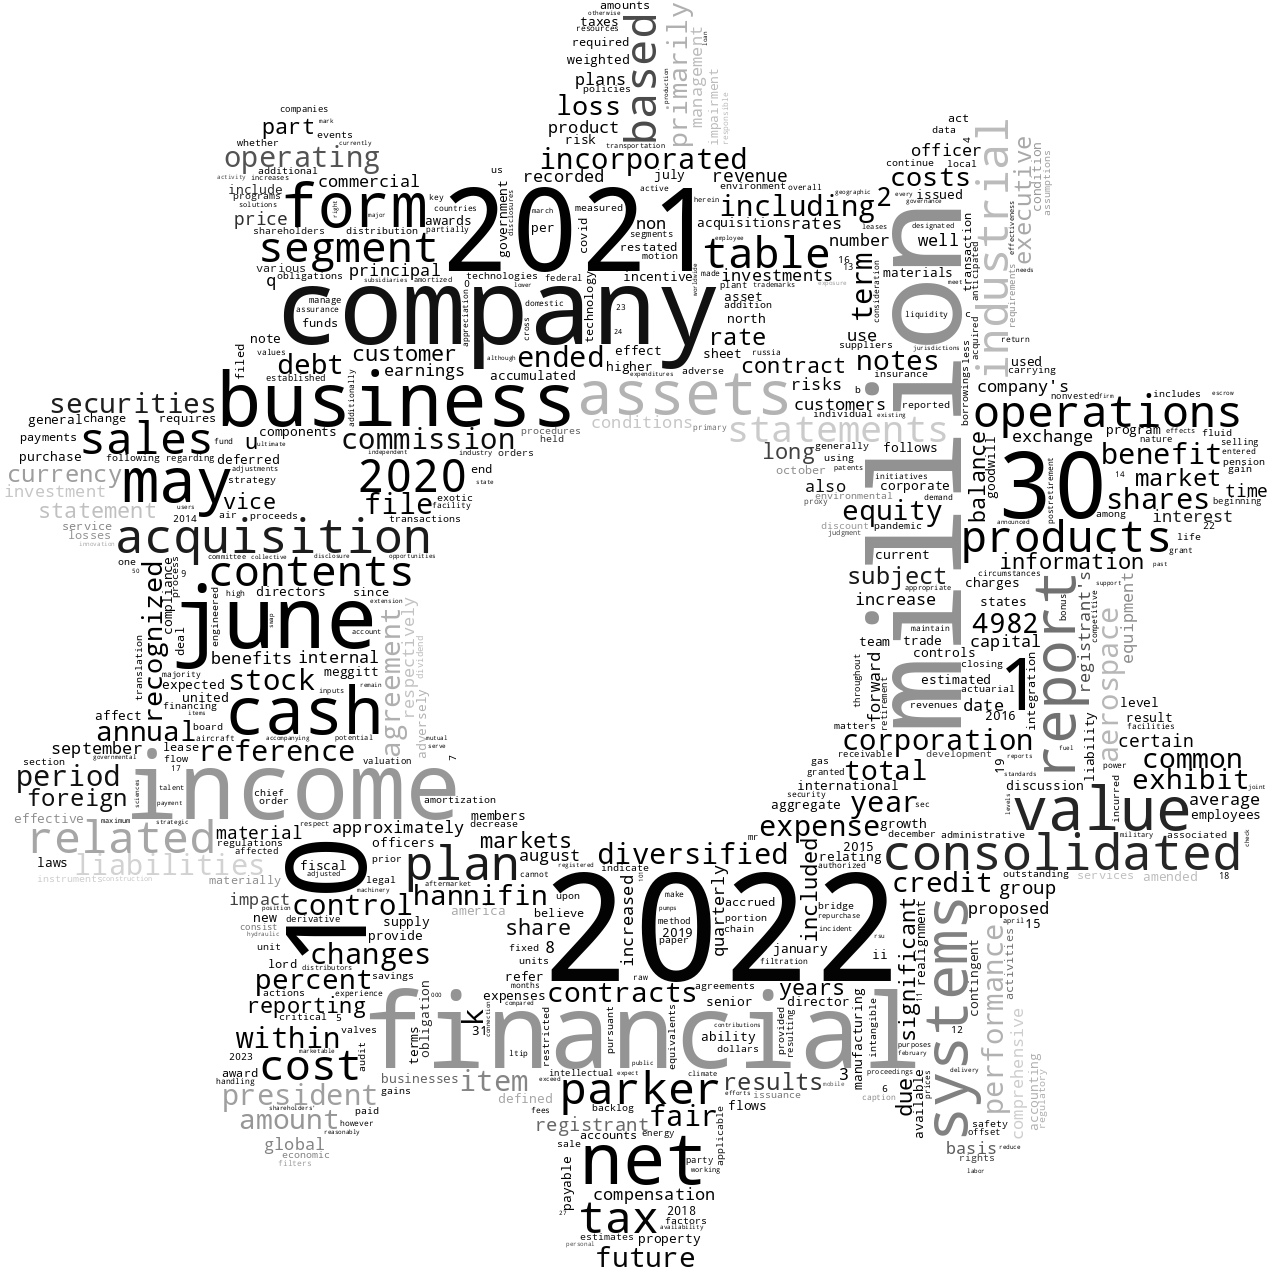 amounts
otherwise
taxes
resources
required
weighted
plans
policies
loss
product
risk
based
primarily
management
loan
production
impairment
responsible
transportation
companies
part
mark
events
whether
currently
operating
additional
activity increases
include
commercial
programs
solutions
price
form
right
major
shareholders distribution
key
countries
awards
partially
us
incorporated
recorded
july
revenue
active
environment overall
2021
government
disclosures
march
per
covid
measured
non
segments
restated
motion
employee
herein
including
acquisitions rates
table
2
act
data
4
officer
continue local
costs
every issued
governance
geographic
leases
designated
well
number
16
13
industrial
executive
effectiveness
condition
assumptions
requirements
needs
segment
various
q obligations
principal
subsidiaries amortized
technologies
0
lower
federal
technology
incentive
made
worldwide
investments
plant trademarks exposure
term
consideration
materials
transaction
anticipated
meet
company
manage
assurance
funds
appreciation
cross
domestic
23
24
asset
addition
north
rate
liquidity
c
million
acquired
return
note
values
filed
debt
established
customer
earnings
additionally
although
ended
accumulated
effect
higher
expenditures
adverse
sheet russia
contract
use
suppliers
notes
jurisdictions
insurance
borrowings
less
used
carrying
company's
nonvested firm
includes escrow
securities
general change requires
payments
sales
purchase following regarding
business
fund
u ultimate
components
deferred
adjustments
strategy
commission
independent
industry orders
procedures
held
assets
conditions primary
risks
b
customers
individual existing
reported
statements
operations
exchange
program effects fluid
nature
selling
entered
pension
gain
benefit
30
postretirement
14
market
shares
among
time
beginning
interest
22
currency
investment
statement
may
users
2014
vice
air proceeds
2020
end
state
exotic
facility
file
transactions
long
generally
using
patents
follows
initiatives
corporate
demand
october
also
environmental
proxy
equity
discount pandemic
judgment
balance
goodwill
announced
service
losses
innovation
acquisition
one
50
process
9
committee collective
disclosure
opportunities
contents
high
directors
since
extension
compliance
deal
engineered
recognized
translation
june
swap
account
agreement
respectively
dividend
adversely
products
information
life
grant
past
current
subject
appropriate
increase
circumstances
charges
states
4982
capital
maintain
team
trade
controls
closing
report
bonus
registrant's
competitive
support
aerospace
equipment
benefits internal
meggitt
majority
expected
stock
inputs
remain
united
financing
items
affect
board
aircraft
cash
accompanying
potential
mutual
serve
7
annual
september
governmental
lease
reference
valuation
section
flow
17
throughout
forward
retirement
revenues
estimated
actuarial
date
2016
1
integration
matters
corporation
receivable
development
19
reports
fuel
liability
power
level
result
facilities
certain
period
foreign
effective
maximum
sciences
talent
payment
strategic
income
chief
order
amortization
gas
granted
international
total
security
aggregate
year
sec
standards
levels
discussion
incurred
common
exhibit
joint
value
average
employees
related
material
regulations
affected
respect
approximately
officers
members
decrease
markets
mr
expense
growth
2015
relating
authorized
december administrative
military associated
check
laws
liabilities
instruments
construction
materially
10
fiscal
adjusted
prior
legal
machinery
plan
aftermarket
august
cannot
registered
diversified
indicate
included
consolidated
outstanding
services amended
18
impact
position
new
consist
hydraulic
unit
control
derivative
hannifin
supply
provide
america
upon
believe
share
fixed 8
units
increased
101
2022
make
pumps
method
2019
paper
quarterly
accrued
portion
chain
january
filtration
bridge
repurchase
incident
rsu
ii
credit
group
proposed
april
15
significant
realignment
11
systems
contingent
performance
activities
lord
distributors
changes
percent savings
actions
experience
000
reporting
critical 5
valves
within
2023
marketable
cost
audit
terms
obligation
k
31
connection
refer
months
expenses
compared
raw
contracts
agreements
senior
years
director
financial
ltip
restricted
pursuant
public
equivalents
contributions
ability
dollars
provided
resulting
manufacturing
intangible
purposes
february
12
comprehensive
accounting
regulatory
award
handling
president
shareholders'
amount
paid
however
reasonably
global
economic
filters
businesses
gains
item
defined
exceed
intellectual expect
climate
parker
results
efforts
issuance
mobile
3
proceedings
6
caption
due
available
prices
delivery
fees
backlog
fair
flows
registrant
accounts energy
applicable
sale
party
working
payable
net
compensation
27
tax
2018
factors
availability
estimates property
personal
future
safety
offset
basis
reduce
rights
labor